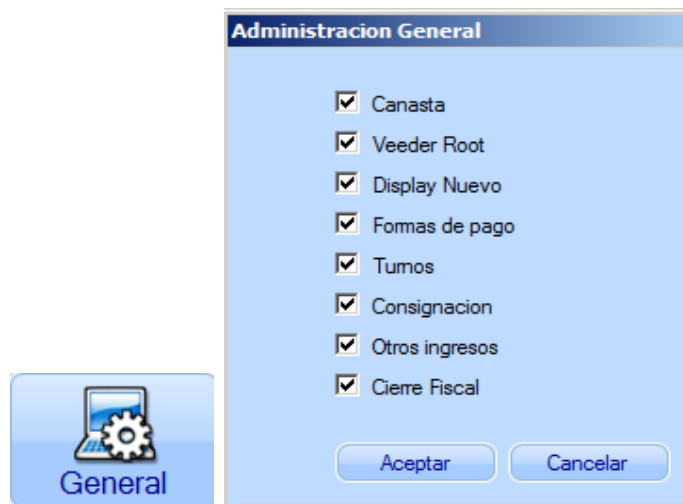 Administracion General
Canasta
Veeder Root
Display Nuevo
Formas de pago
Turnos
Consignacion
Otros ingresos
Cierre Fiscal
Aceptar
Cancelar
General